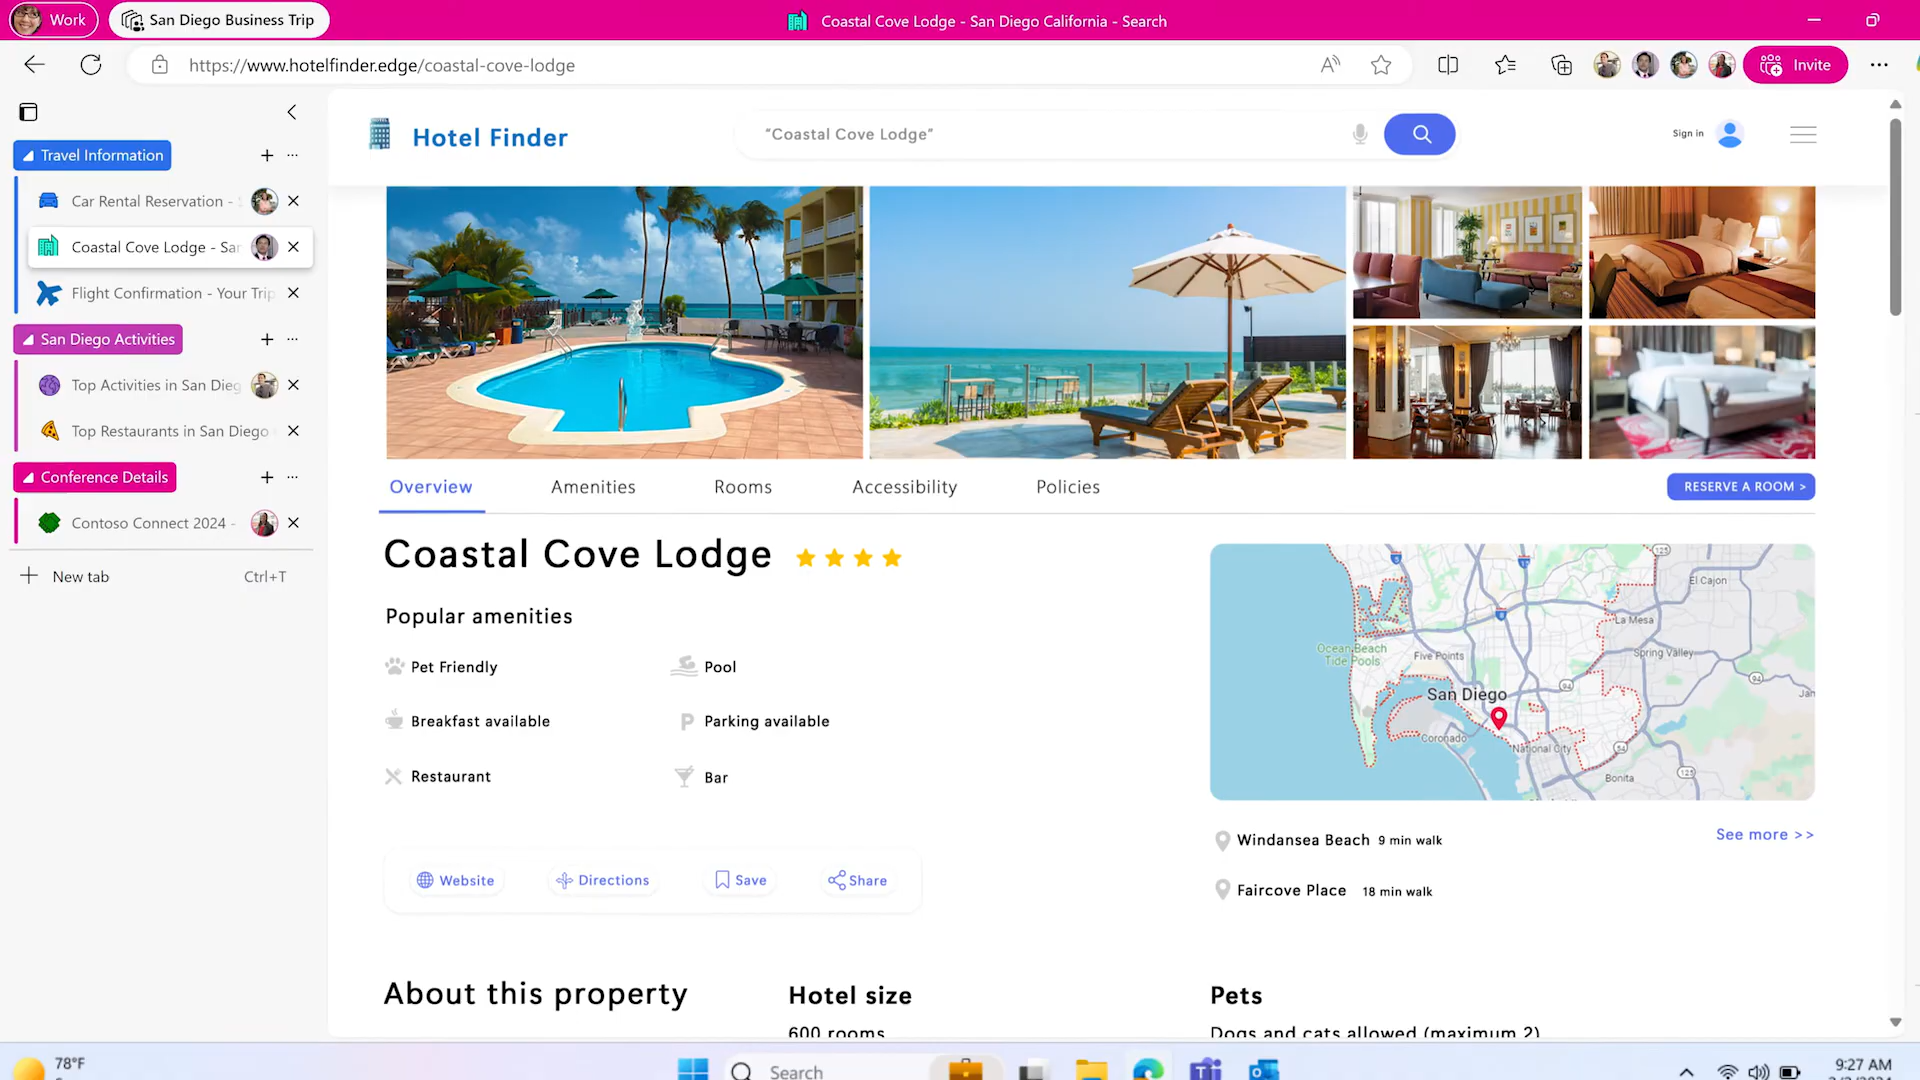 Work
San Diego Business Trip
Coastal Cove Lodge - San Diego California - Search
https://www.hotelfinder.edge/coastal-cove-lodge
Invite
Travel Information
Car Rental Reservation -
Coastal Cove Lodge - San
Flight Confirmation - Your Trip
San Diego Activities
Top Activities in San Dieg
Top Restaurants in San Diego
Conference Details
Contoso Connect 2024 -
New tab
Ctrl+T
Hotel Finder
"Coastal Cove Lodge"
Sign in
Overview
Amenities
Rooms
Accessibility
Policies
RESERVE A ROOM >
Coastal Cove Lodge
Popular amenities
Pet Friendly
Pool
Breakfast available
P Parking available
Restaurant
Bar
Website
Directions
Save
Share
El Cajon
La Mesa
Ocean Beach
Tide Pools
Five Points
Spring Valley
San Diego
Coronado
National City
Bonita
125
94
94
54
125
Windansea Beach 9 min walk
See more >>
Faircove Place 18 min walk
About this property
Hotel size
600 rooms
Pets
Dogs and cats allowed (maximum 2)
78°F
Search
9:27 AM